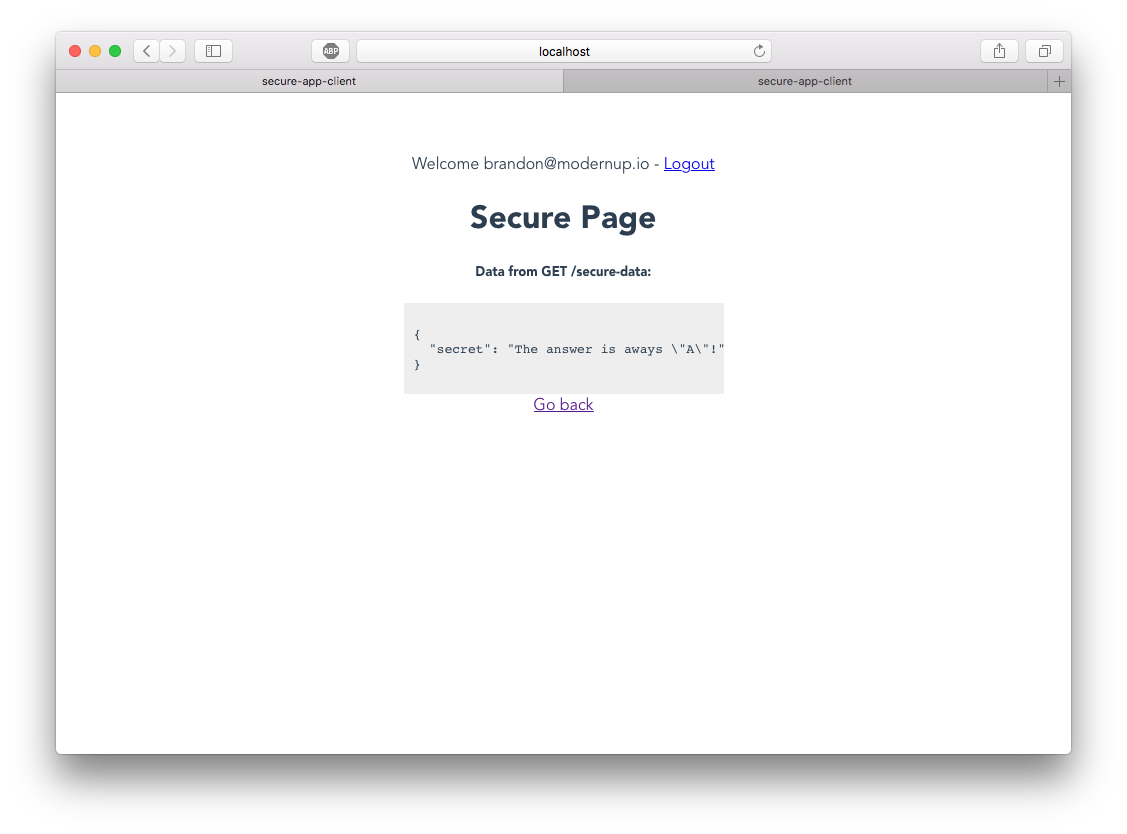 ABP
localhost
secure-app-client
secure-app-client
Welcome brandon@modernup.io - Logout
Secure Page
Data from GET /secure-data:
{
"secret": "The answer is aways \"A\"!"
}
Go back